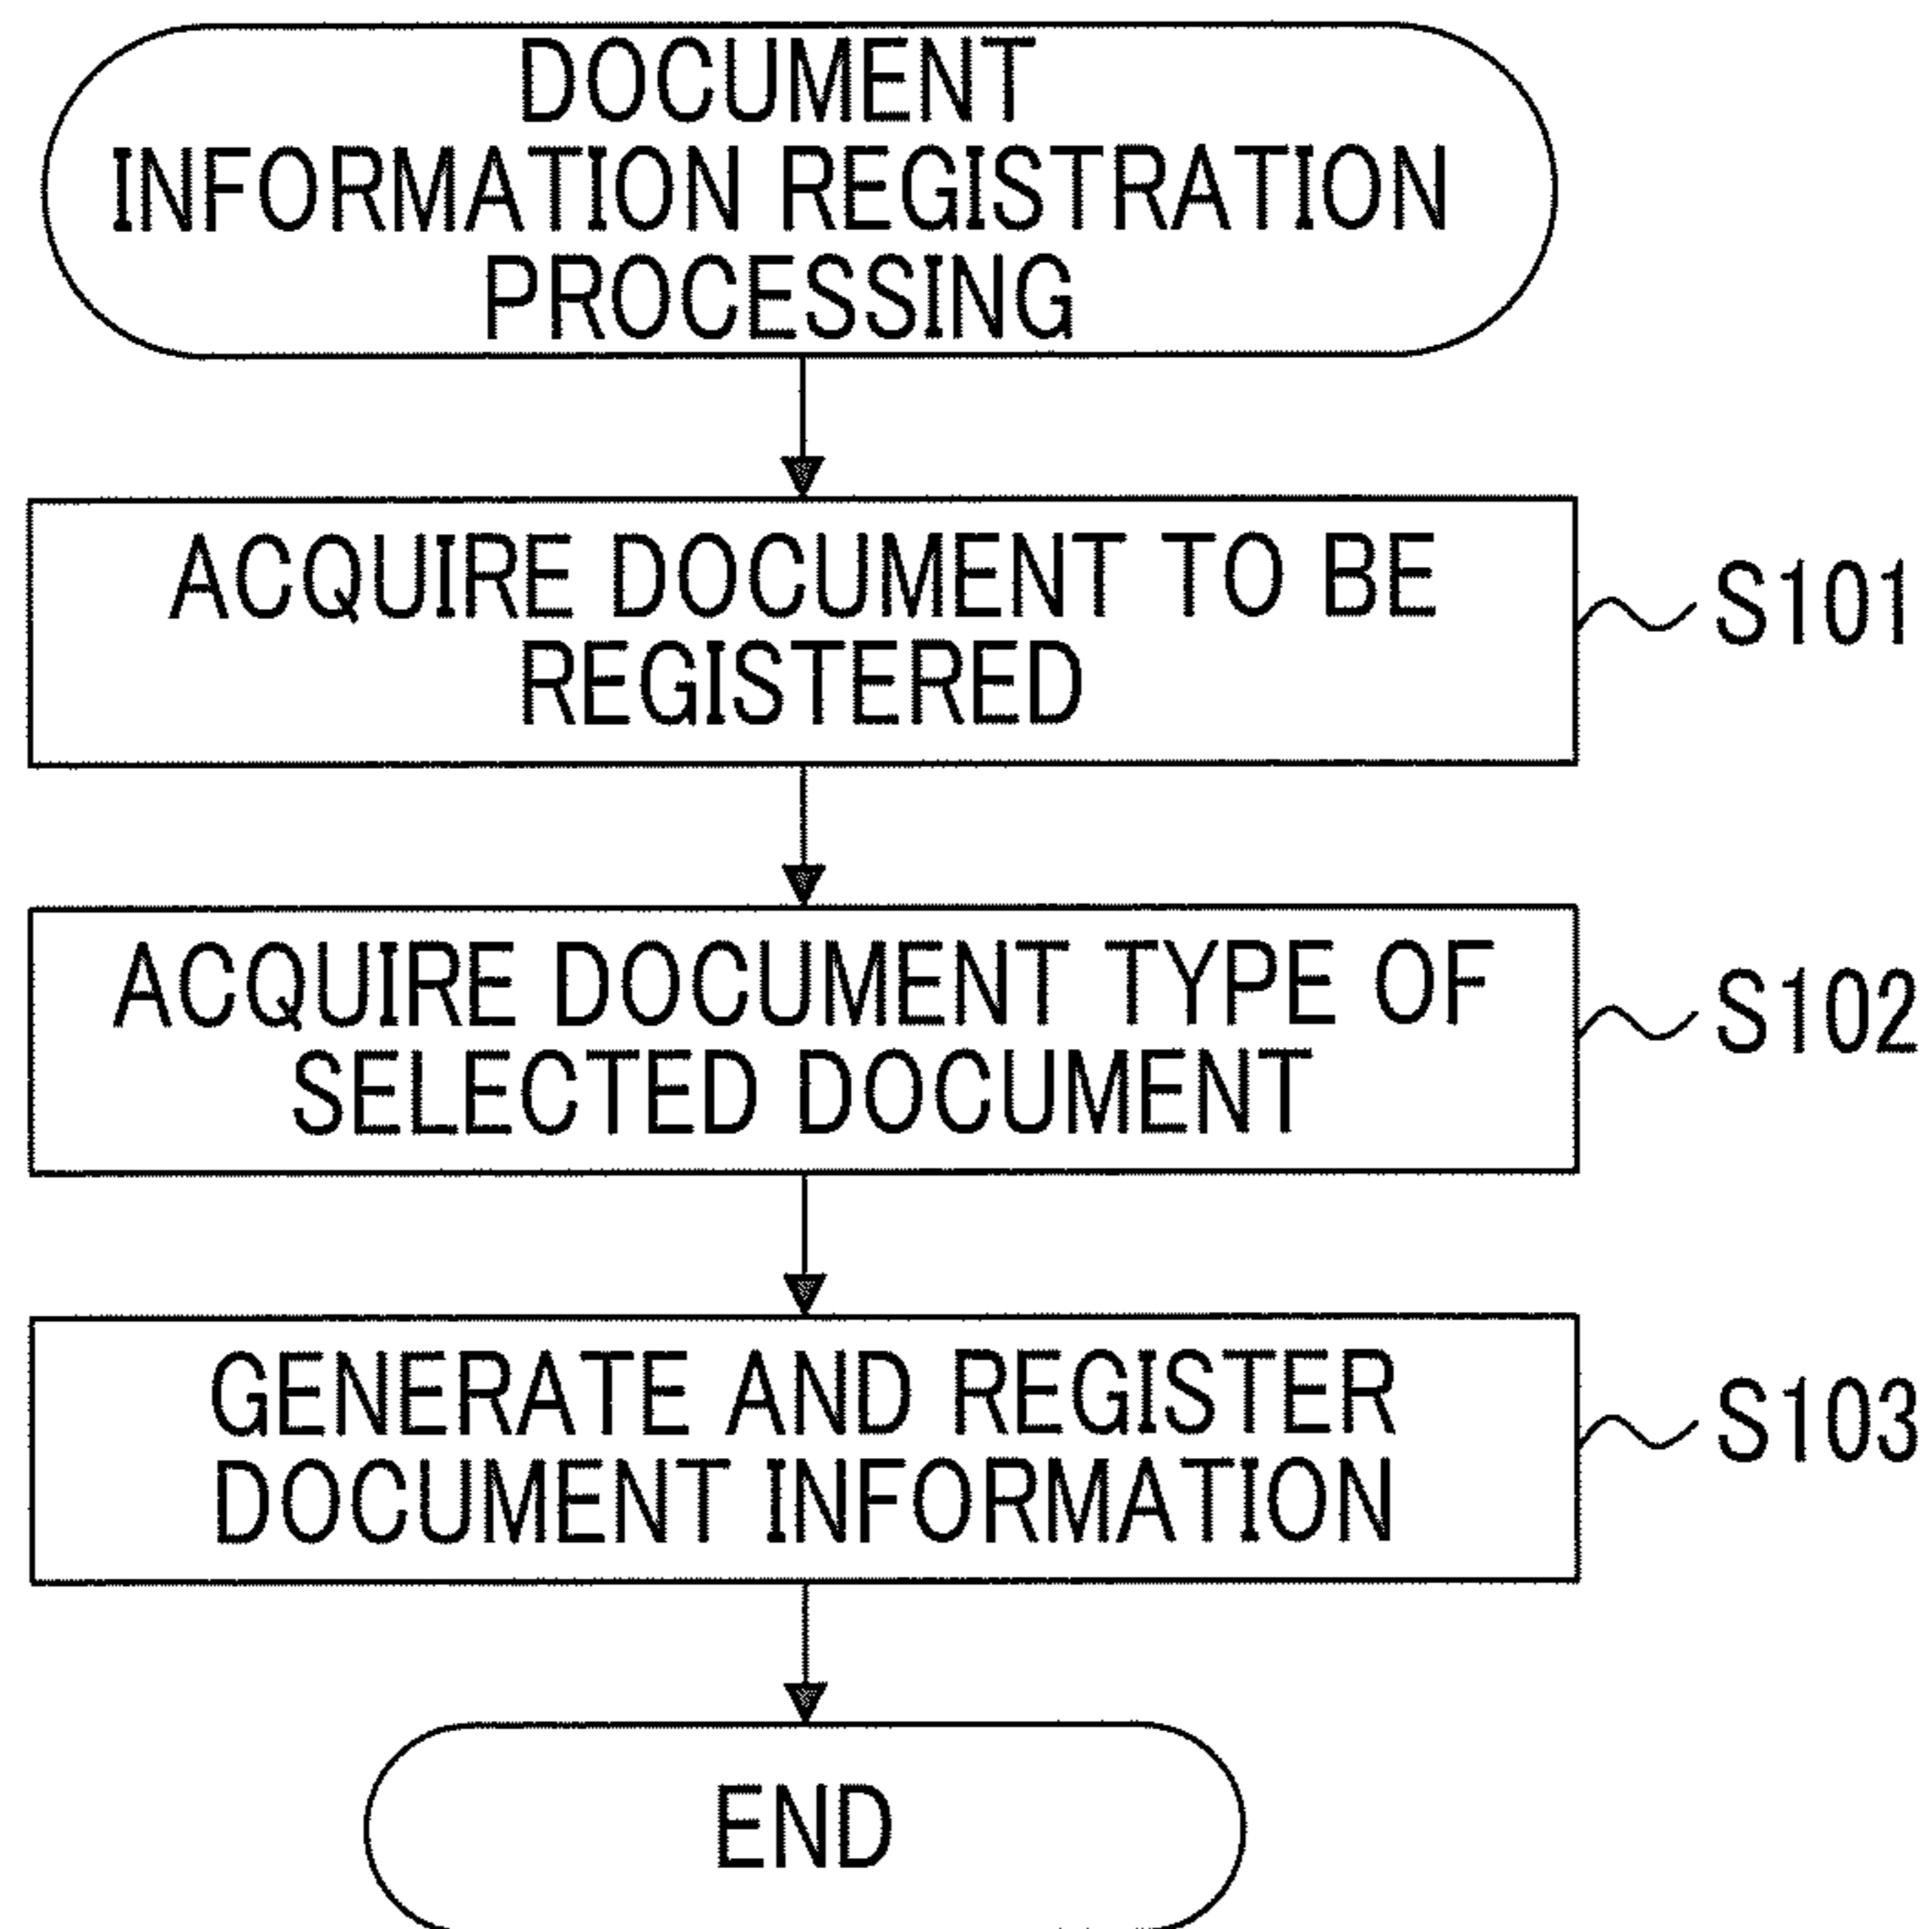 DOCUMENT
INFORMATION REGISTRATION
PROCESSING
ACQUIRE DOCUMENT TO BE
REGISTERED
S101
ACQUIRE DOCUMENT TYPE OF
SELECTED DOCUMENT
S102
GENERATE AND REGISTER
DOCUMENT INFORMATION
S103
END